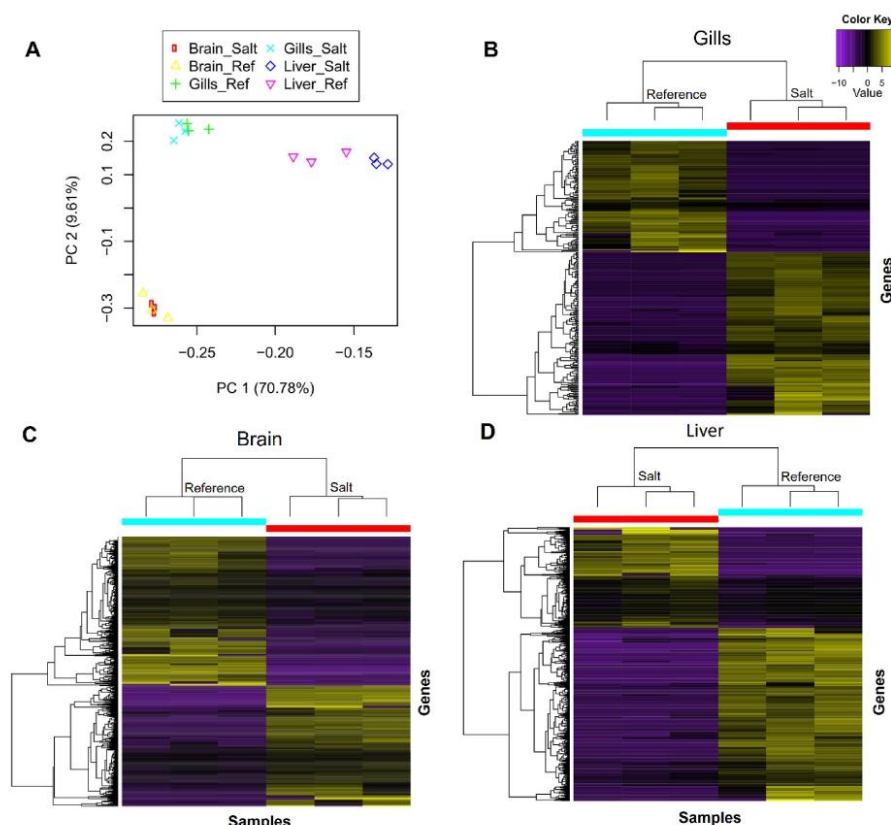 A
Brain_Salt
Brain_Ref
Gills_Ref
Gills_Salt
Liver_Salt
Liver_Ref
PC 2 (9.61%)
0.2
0.1
−0.1
−0.3
−0.25
−0.20
−0.15
PC 1 (70.78%)
B
Gills
Color Key
−10
0
5
Value
Reference
Salt
Genes
C
Brain
Reference
Salt
Genes
Samples
D
Liver
Salt
Reference
Genes
Samples